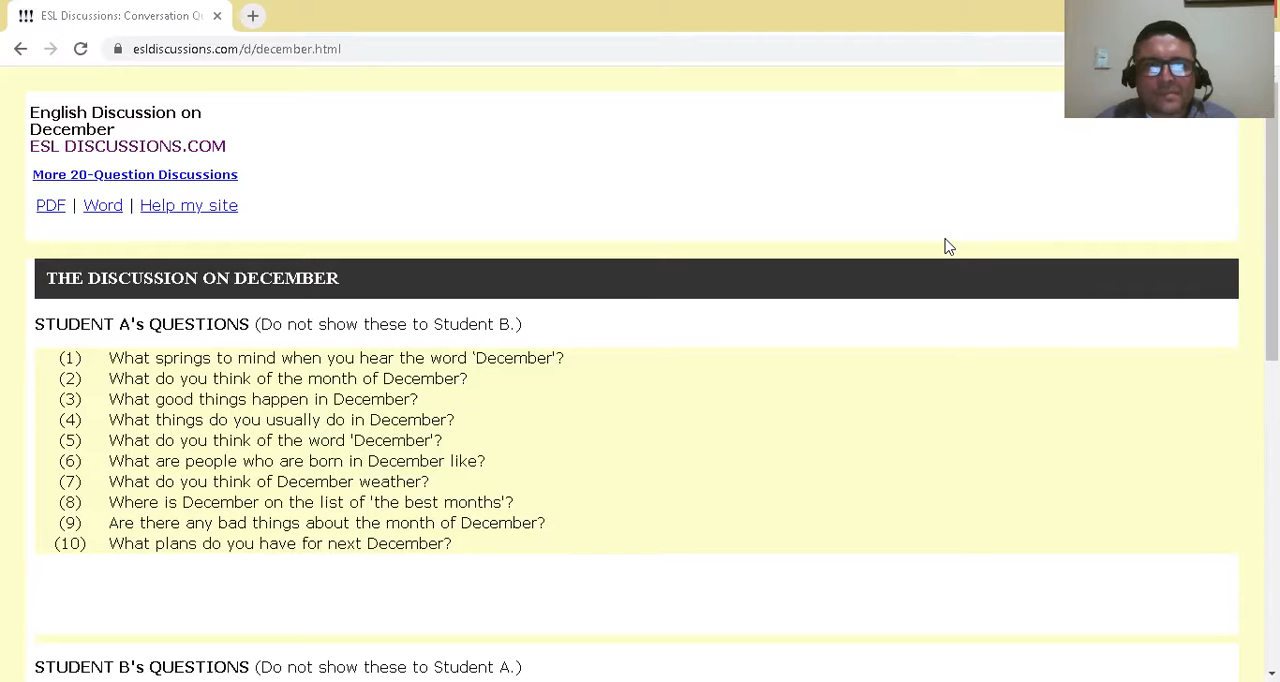 ESL Discussions: Conversation Q
esldiscussions.com/d/december.html
English Discussion on
December
ESL DISCUSSIONS.COM
More 20-Question Discussions
PDF | Word | Help my site
THE DISCUSSION ON DECEMBER
STUDENT A's QUESTIONS (Do not show these to Student B.)
(1) What springs to mind when you hear the word ‘December’?
(2) What do you think of the month of December?
(3) What good things happen in December?
(4) What things do you usually do in December?
(5) What do you think of the word 'December'?
(6) What are people who are born in December like?
(7) What do you think of December weather?
(8) Where is December on the list of 'the best months'?
(9) Are there any bad things about the month of December?
(10) What plans do you have for next December?
STUDENT B's QUESTIONS (Do not show these to Student A.)